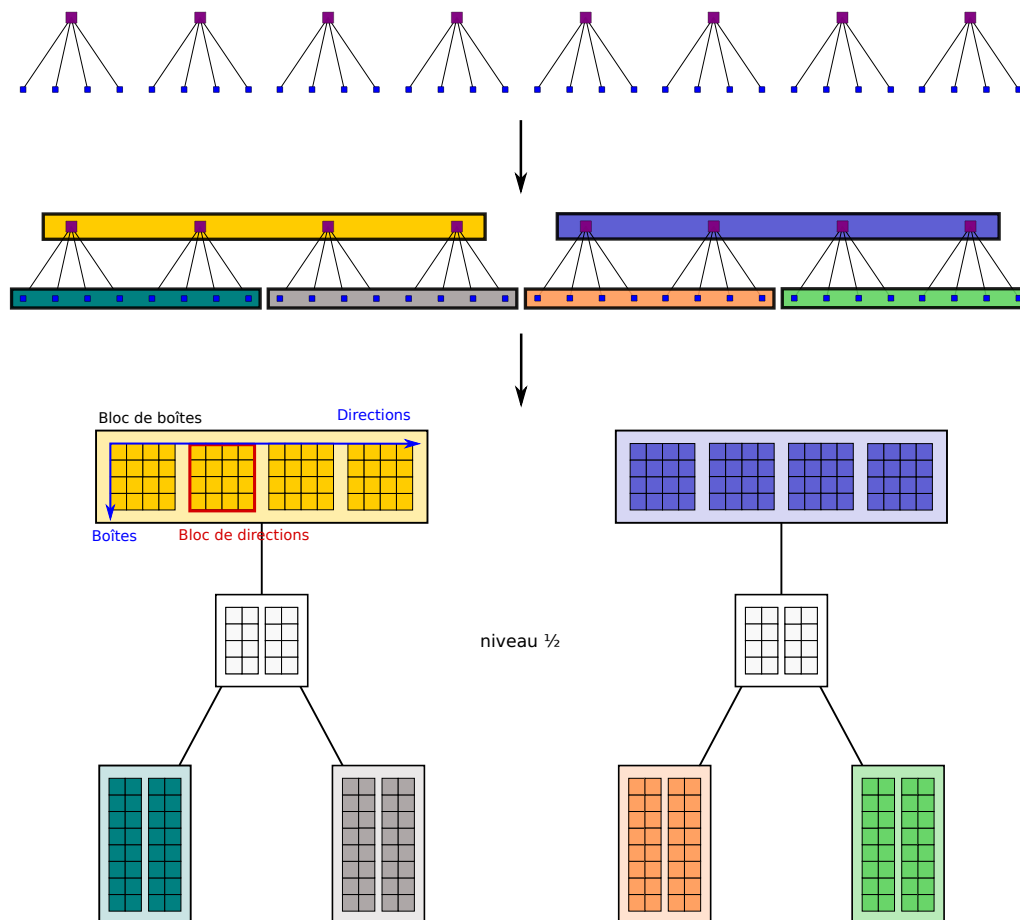 Bloc de boîtes
Directions
Boîtes
Bloc de directions
niveau ½